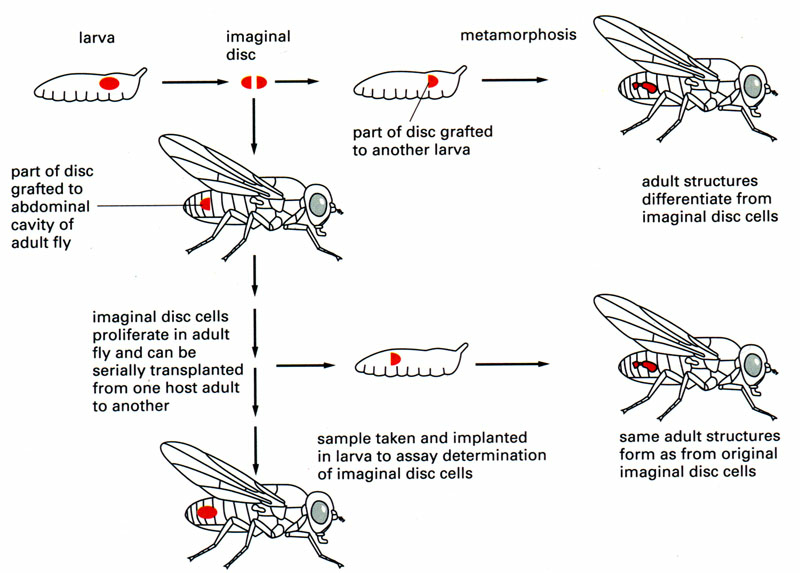 larva
imaginal
disc
metamorphosis
part of disc grafted
to another larva
part of disc
grafted to
abdominal
cavity of
adult fly
adult structures
differentiate from
imaginal disc cells
imaginal disc cells
proliferate in adult
fly and can be
serially transplanted
from one host adult
to another
sample taken and implanted
in larva to assay determination
of imaginal disc cells
same adult structures
form as from original
imaginal disc cells